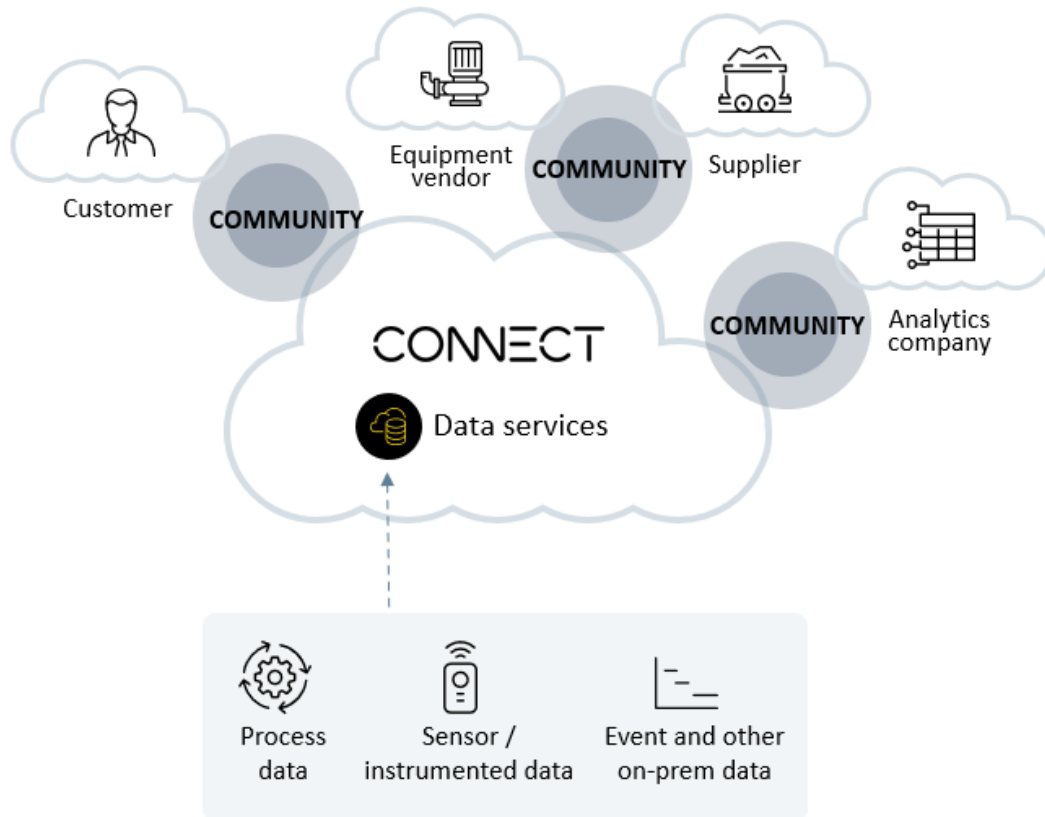 Customer
COMMUNITY
Equipment
vendor
COMMUNITY
Supplier
COMMUNITY
Analytics
company
CONNECT
Data services
Process
data
Sensor /
instrumented data
Event and other
on-prem data